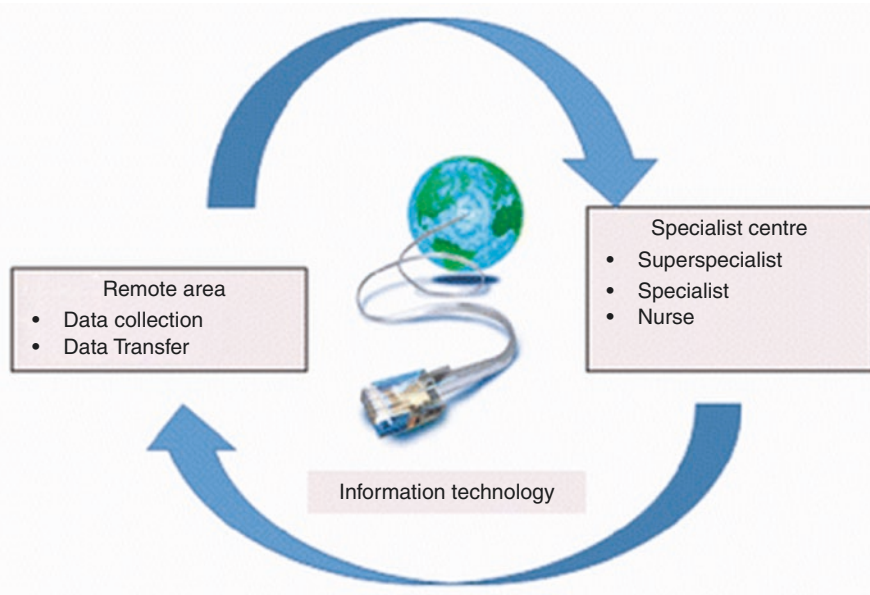 Remote area
• Data collection
• Data Transfer
Specialist centre
• Superspecialist
• Specialist
• Nurse
Information technology